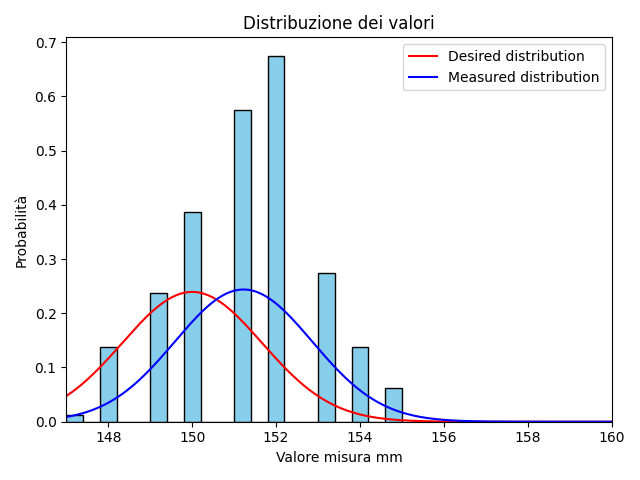 Distribuzione dei valori
0.7
0.6
0.5
0.4
0.3
0.2
0.1
0.0
Probabilità
Desired distribution
Measured distribution
148 150 152 154 156 158 160
Valore misura mm